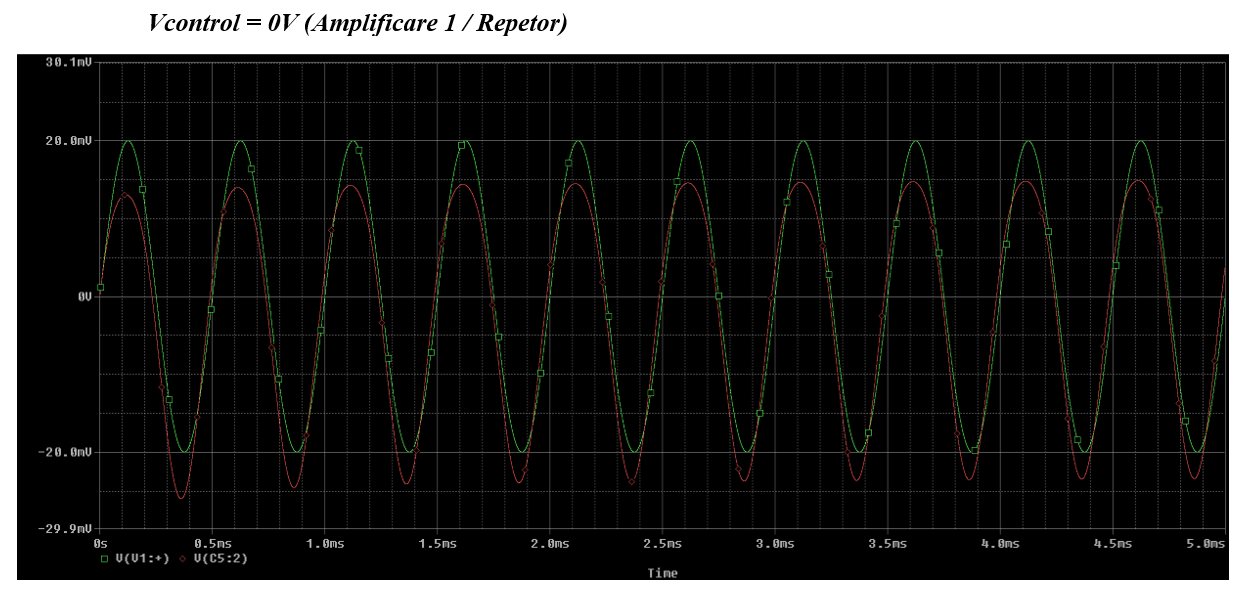 Vcontrol = 0V (Amplificare 1 / Repetor)
30.1mV
20.0mV
0V
-20.0mV
-29.9mV
0s 0.5ms 1.0ms 1.5ms 2.0ms 2.5ms 3.0ms 3.5ms 4.0ms 4.5ms 5.0ms
V(V1:+) V(C5:2)
Time